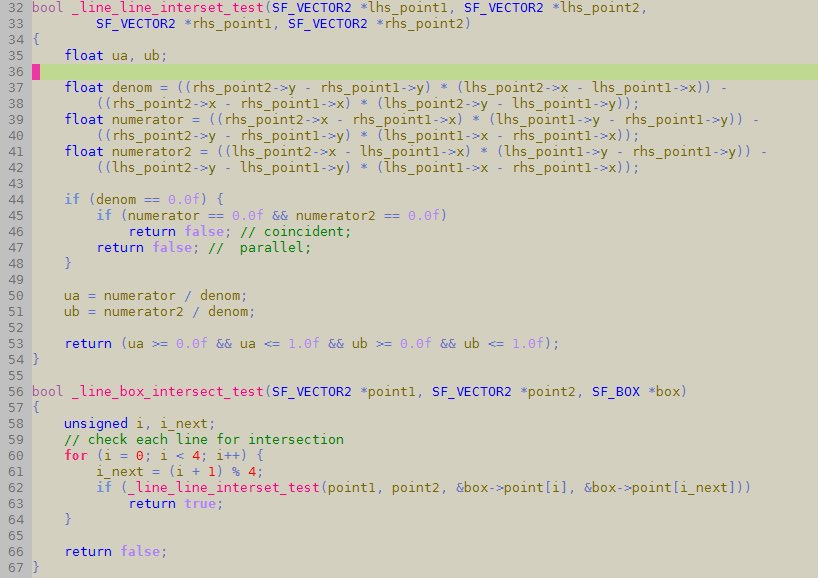 32 bool _line_line_interset_test(SF_VECTOR2 *lhs_point1, SF_VECTOR2 *lhs_point2,
33         SF_VECTOR2 *rhs_point1, SF_VECTOR2 *rhs_point2)
34 {
35     float ua, ub;
36
37     float denom = ((rhs_point2->y - rhs_point1->y) * (lhs_point2->x - lhs_point1->x)) -
38         ((rhs_point2->x - rhs_point1->x) * (lhs_point2->y - lhs_point1->y));
39     float numerator = ((rhs_point2->x - rhs_point1->x) * (lhs_point1->y - rhs_point1->y)) -
40         ((rhs_point2->y - rhs_point1->y) * (lhs_point1->x - rhs_point1->x));
41     float numerator2 = ((lhs_point2->x - lhs_point1->x) * (lhs_point1->y - rhs_point1->y)) -
42         ((lhs_point2->y - lhs_point1->y) * (lhs_point1->x - rhs_point1->x));
43
44     if (denom == 0.0f) {
45         if (numerator == 0.0f && numerator2 == 0.0f)
46             return false; // coincident;
47         return false; //  parallel;
48     }
49
50     ua = numerator / denom;
51     ub = numerator2 / denom;
52
53     return (ua >= 0.0f && ua <= 1.0f && ub >= 0.0f && ub <= 1.0f);
54 }
55
56 bool _line_box_intersect_test(SF_VECTOR2 *point1, SF_VECTOR2 *point2, SF_BOX *box)
57 {
58     unsigned i, i_next;
59     // check each line for intersection
60     for (i = 0; i < 4; i++) {
61         i_next = (i + 1) % 4;
62         if (_line_line_interset_test(point1, point2, &box->point[i], &box->point[i_next]))
63             return true;
64     }
65
66     return false;
67 }